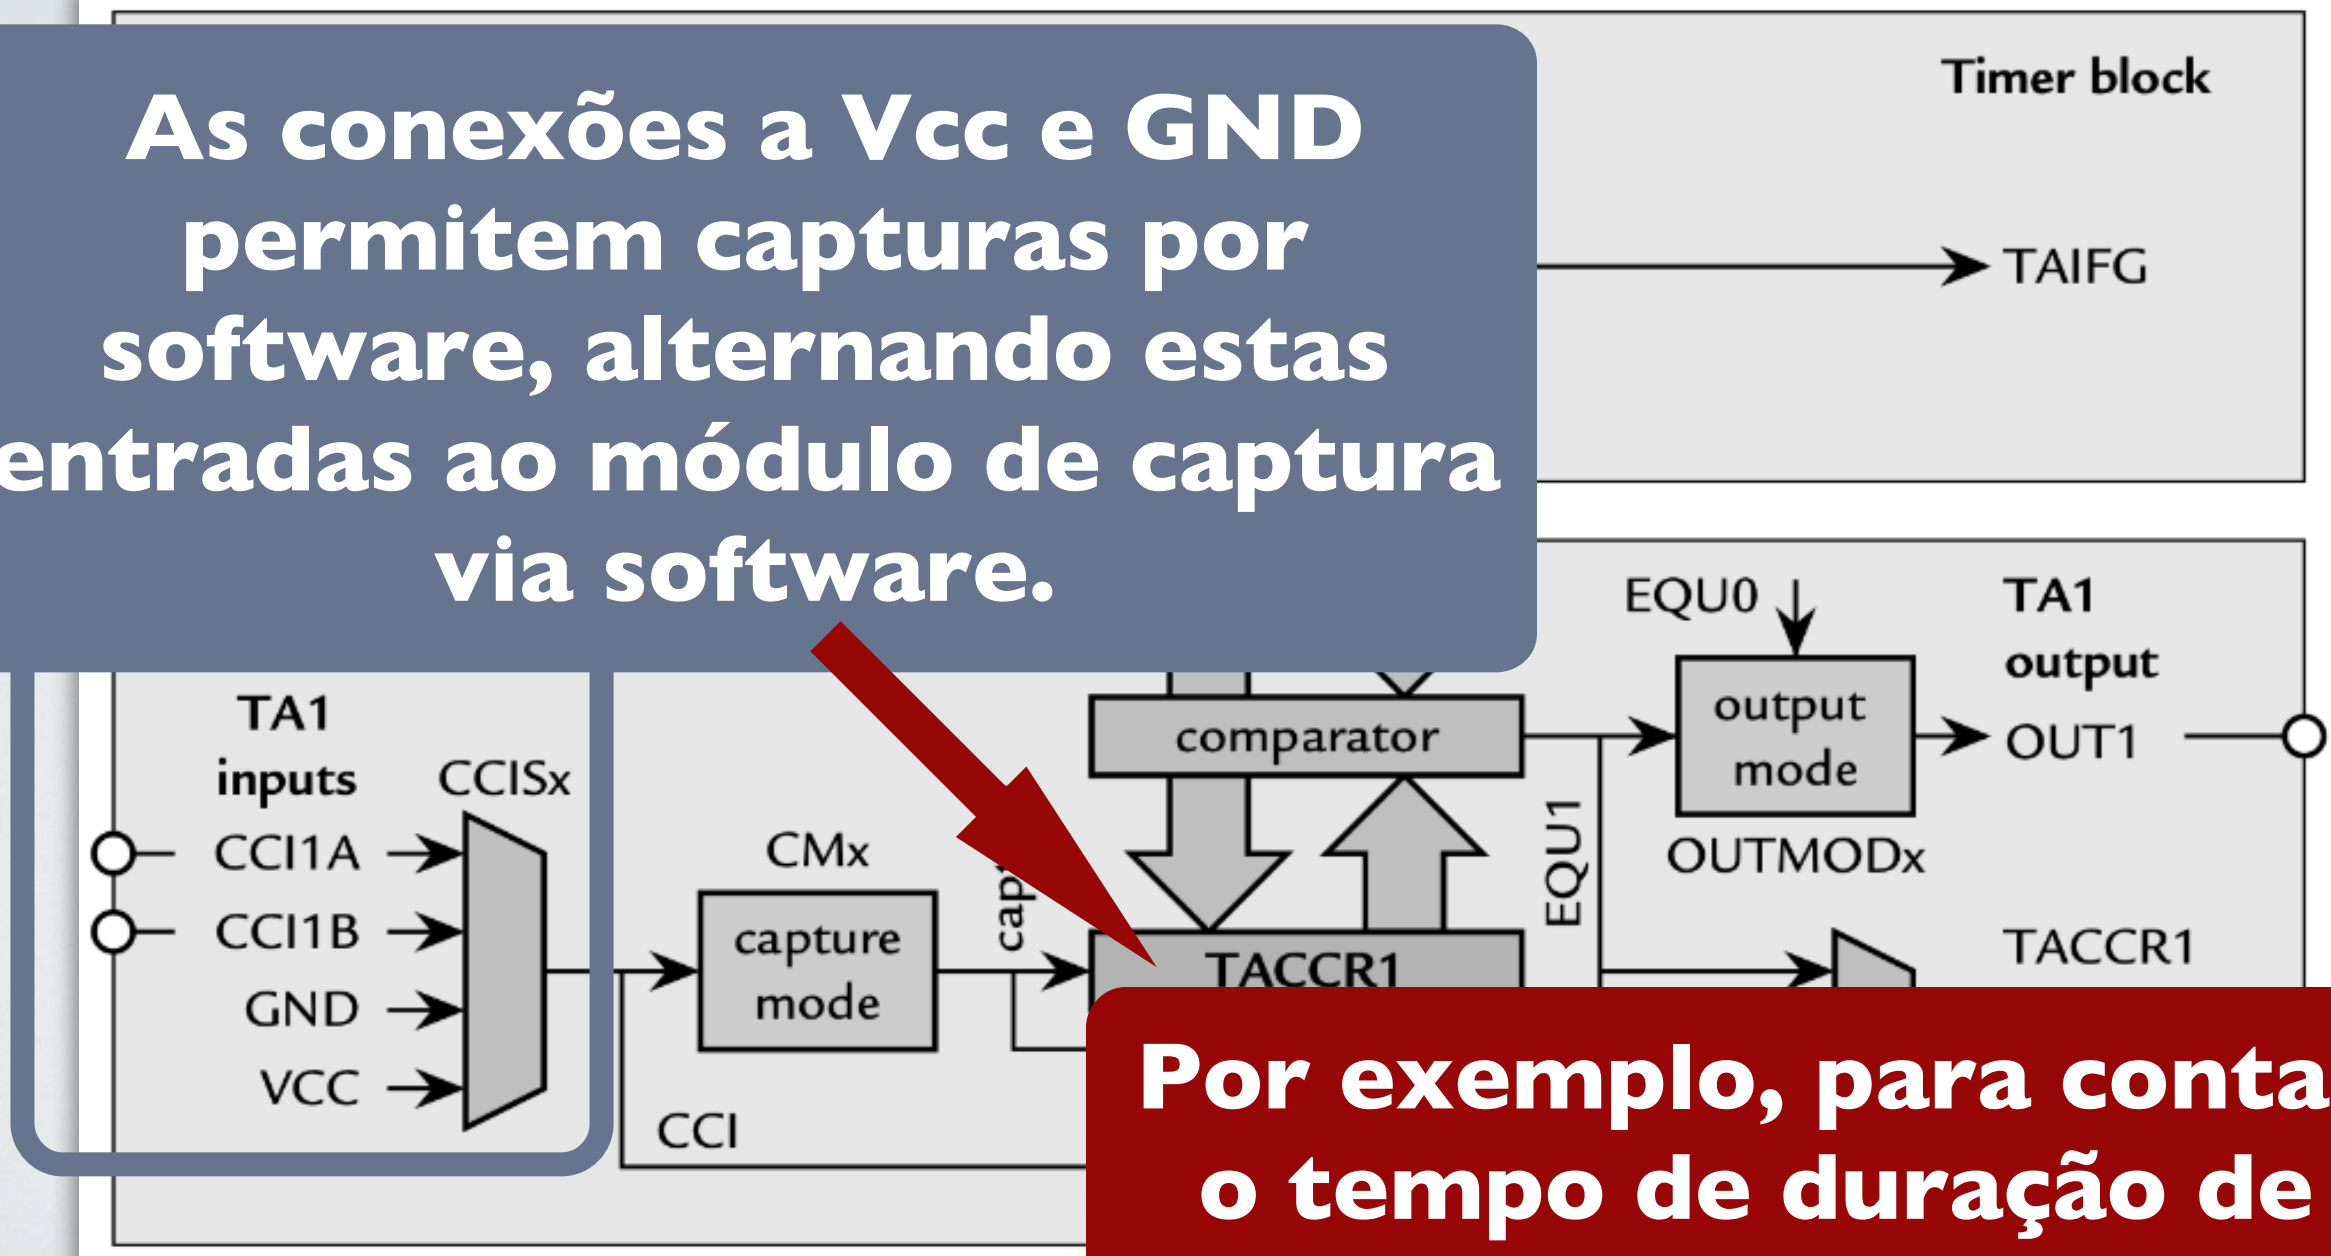 As conexões a Vcc e GND
permitem capturas por
software, alternando estas
entradas ao módulo de captura
via software.
Timer block
TAIFG
EQU0
TA1
output
OUT1
output
mode
OUTMODx
comparator
EQU1
TA1
inputs
CCISx
CCI1A
CCI1B
GND
VCC
CMx
capture
mode
CCI
TACCR1
TACCR1
Por exemplo, para conta
o tempo de duração de